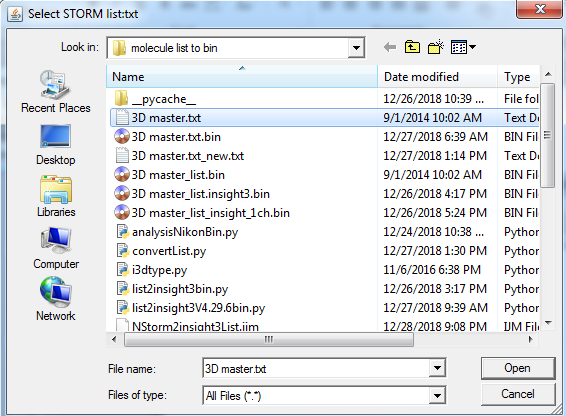 Select STORM list:txt
Look in: molecule list to bin
Name Date modified Type
__pycache__ 12/26/2018 10:39 ... File fol
3D master.txt 9/1/2014 10:02 AM Text Do
3D master.txt.bin 12/27/2018 6:39 AM BIN File
3D master.txt_new.txt 12/27/2018 1:14 PM Text Do
3D master_list.bin 9/1/2014 10:02 AM BIN File
3D master_list.insight3.bin 12/26/2018 4:17 PM BIN File
3D master_list_insight_1ch.bin 12/26/2018 5:24 PM BIN File
analysisNikonBin.py 12/24/2018 10:38 ... Python
convertList.py 12/27/2018 1:30 PM Python
i3dtype.py 11/6/2016 6:38 PM Python
list2insight3bin.py 12/26/2018 3:17 PM Python
list2insight3V4.29.6bin.py 12/27/2018 9:39 AM Python
NStorm2insight3List.ijm 12/28/2018 9:08 PM IJM File
Recent Places
Desktop
Libraries
Computer
Network
File name: 3D master.txt Open
Files of type: All Files (*.*) Cancel